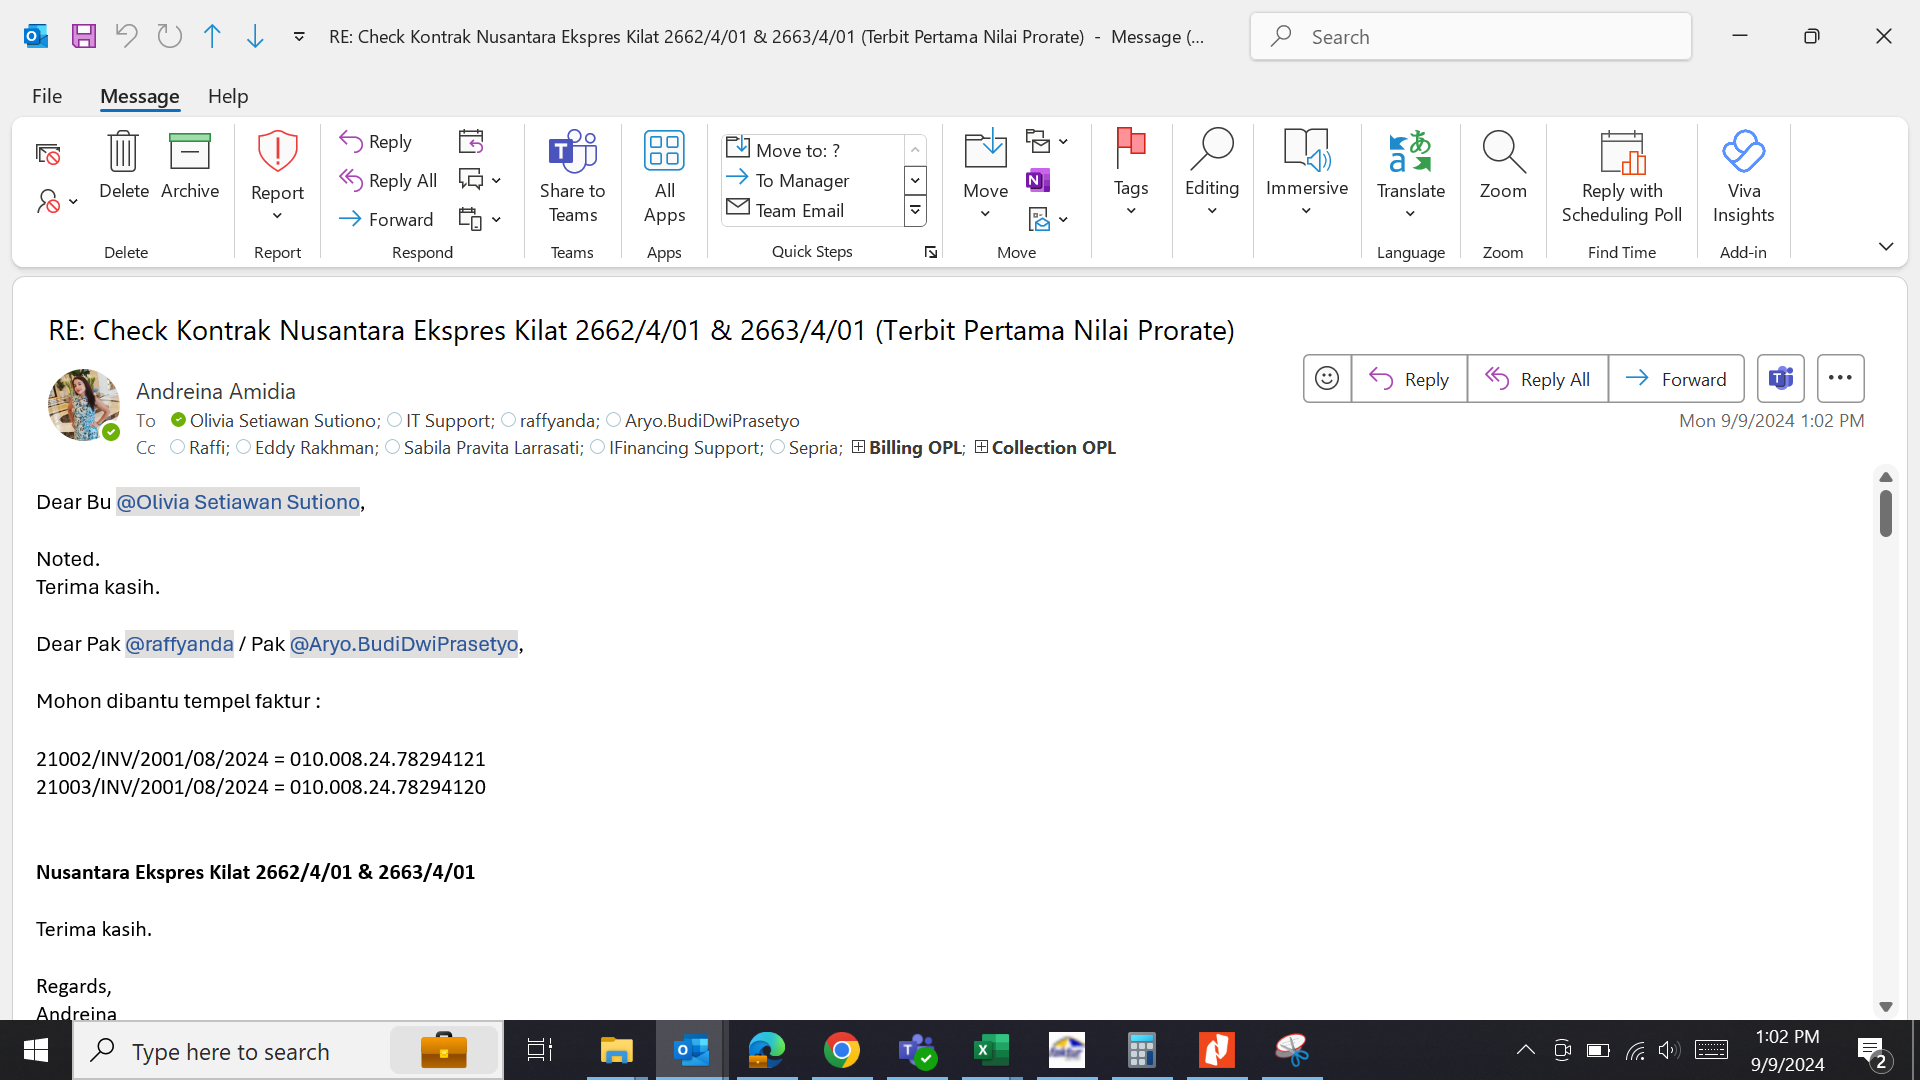 RE: Check Kontrak Nusantara Ekspres Kilat 2662/4/01 & 2663/4/01 (Terbit Pertama Nilai Prorate) - Message (...
Search
File Message Help
Delete
Archive
Delete
Report
Report
Reply
Reply All
Forward
Respond
Share to Teams
Teams
All Apps
Apps
Move to: ?
To Manager
Team Email
Quick Steps
Move
Move
Tags
Editing
Immersive
Translate
Language
Zoom
Zoom
Reply with Scheduling Poll
Find Time
Viva Insights
Add-in
RE: Check Kontrak Nusantara Ekspres Kilat 2662/4/01 & 2663/4/01 (Terbit Pertama Nilai Prorate)
Andreina Amidia
Reply Reply All Forward
To Olivia Setiawan Sutiono; IT Support; raffyanda; Aryo.BudiDwiPrasetyo
Mon 9/9/2024 1:02 PM
Cc Raffi; Eddy Rakhman; Sabila Pravita Larrasati; IFinancing Support; Sepria; Billing OPL; Collection OPL
Dear Bu @Olivia Setiawan Sutiono,
Noted.
Terima kasih.
Dear Pak @raffyanda / Pak @Aryo.BudiDwiPrasetyo,
Mohon dibantu tempel faktur :
21002/INV/2001/08/2024 = 010.008.24.78294121
21003/INV/2001/08/2024 = 010.008.24.78294120
Nusantara Ekspres Kilat 2662/4/01 & 2663/4/01
Terima kasih.
Regards,
Andreina
Type here to search
1:02 PM
9/9/2024
2